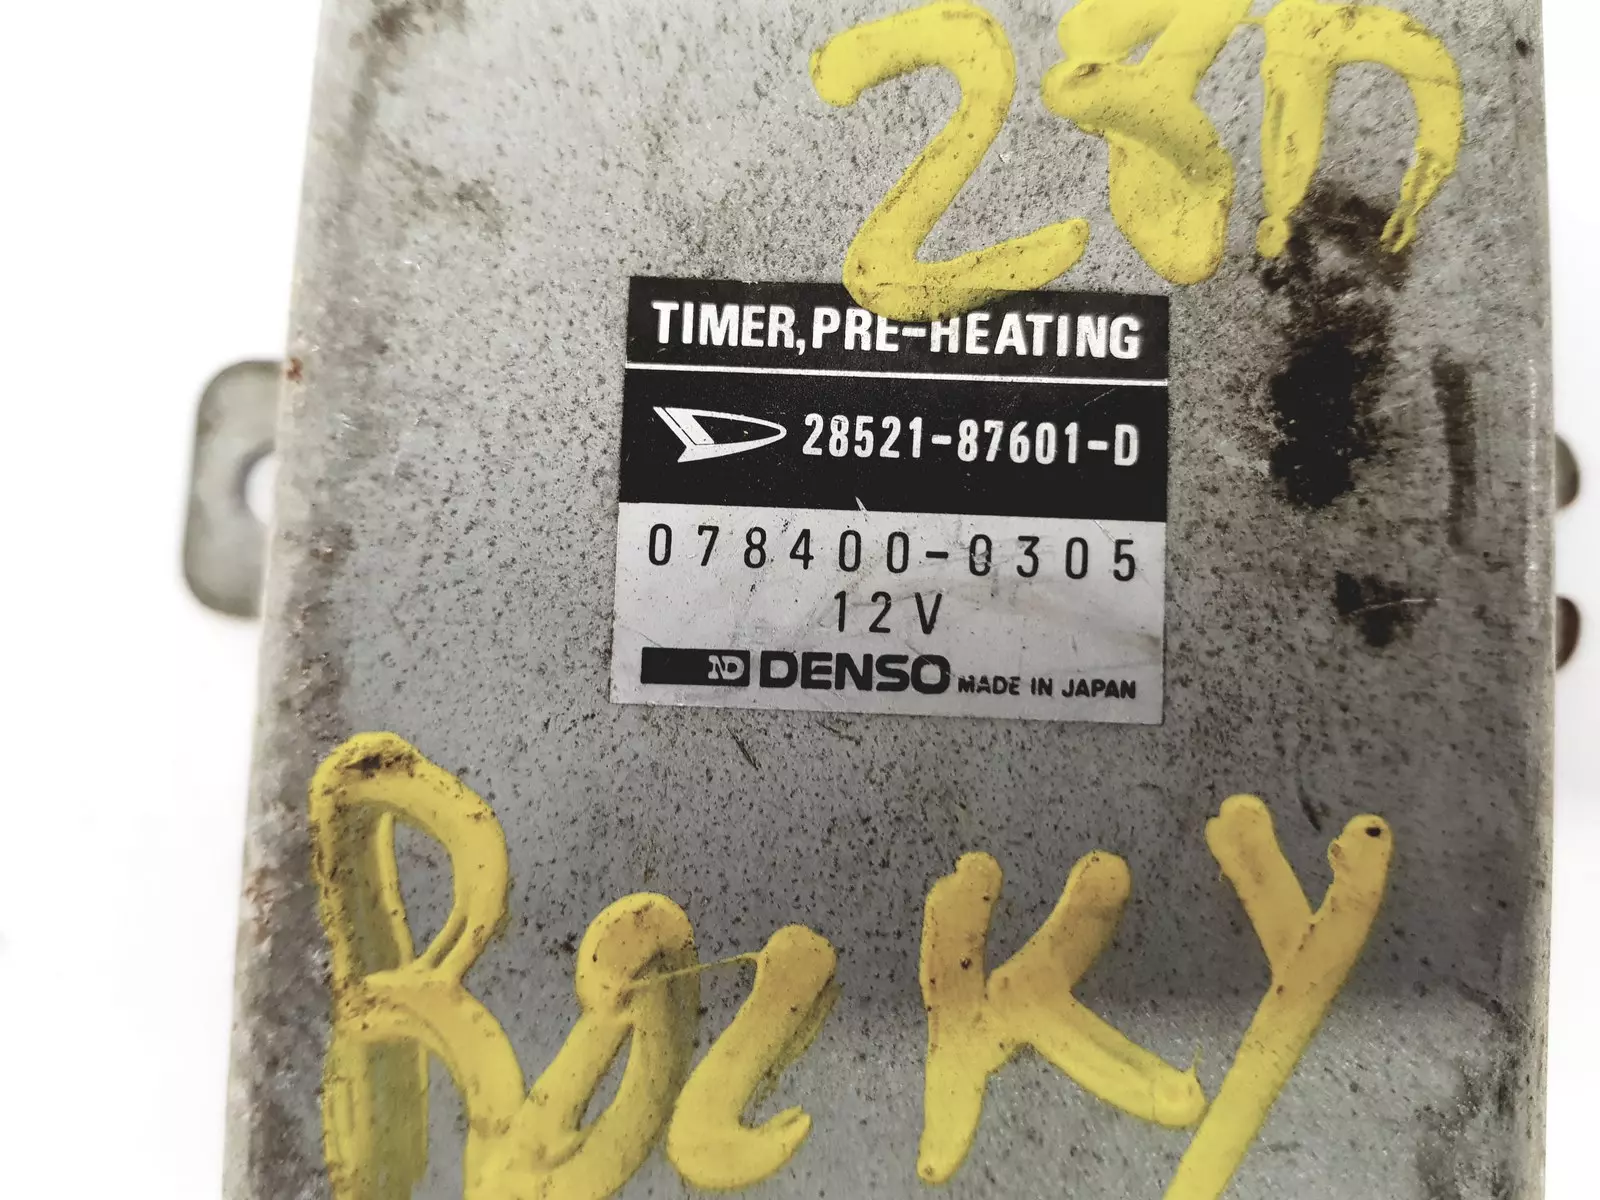 28D
TIMER, PRE-HEATING
28521-87601-D
078400-0305
12V
ND DENSO MADE IN JAPAN
Rocky